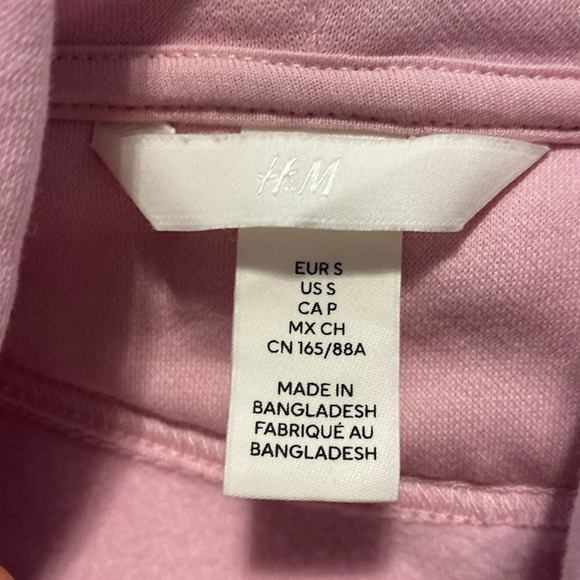 H&M
EUR S
US S
CA P
MX CH
CN 165/88A
MADE IN
BANGLADESH
FABRIQUÉ AU
BANGLADESH